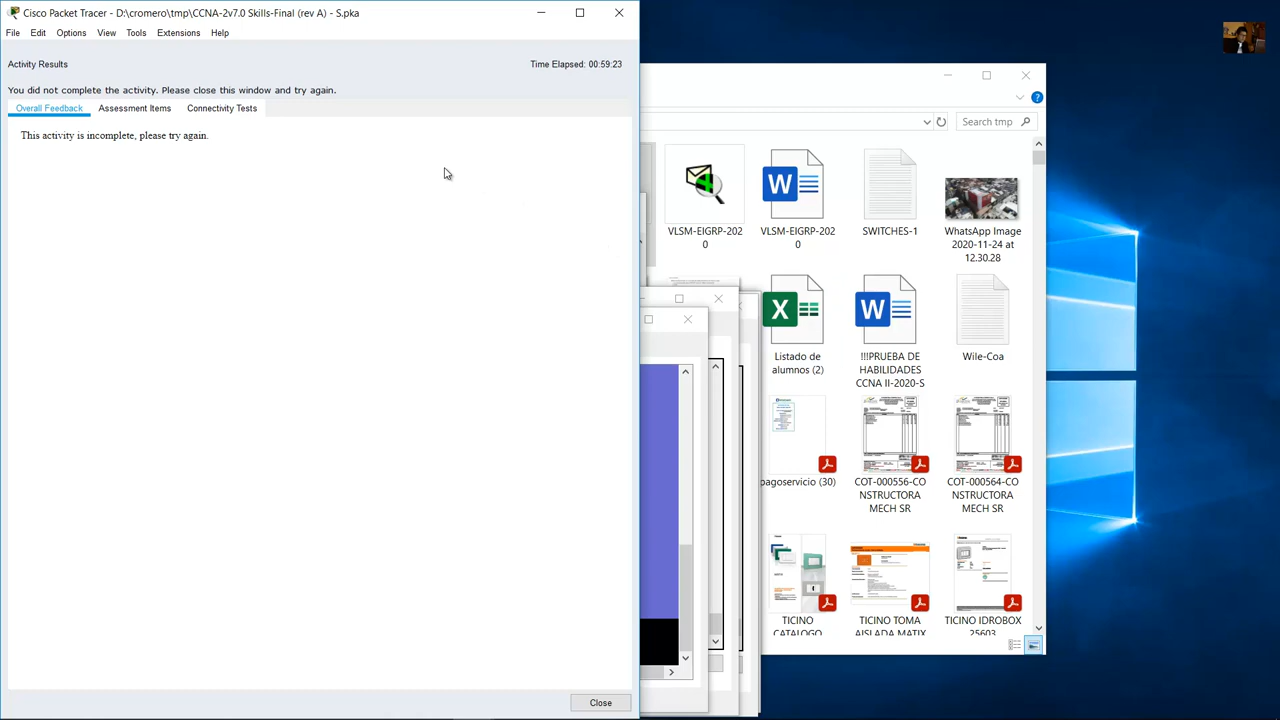 Cisco Packet Tracer - D:\cromero\tmp\CCNA-2v7.0 Skills-Final (rev A) - S.pka
File Edit Options View Tools Extensions Help
Activity Results
Time Elapsed: 00:59:23
You did not complete the activity. Please close this window and try again.
Overall Feedback Assessment Items Connectivity Tests
This activity is incomplete, please try again.
Close
Search tmp
VLSM-EIGRP-202
0
VLSM-EIGRP-202
0
SWITCHES-1
WhatsApp Image
2020-11-24 at
12.30.28
Listado de
alumnos (2)
!!!PRUEBA DE
HABILIDADES
CCNA II-2020-S
Wile-Coa
pagoservicio (30)
COT-000556-CO
NSTRUCTORA
MECH SR
COT-000564-CO
NSTRUCTORA
MECH SR
TICINO
CATALOGO
TICINO TOMA
AISLADA MATIX
TICINO IDROBOX
25603